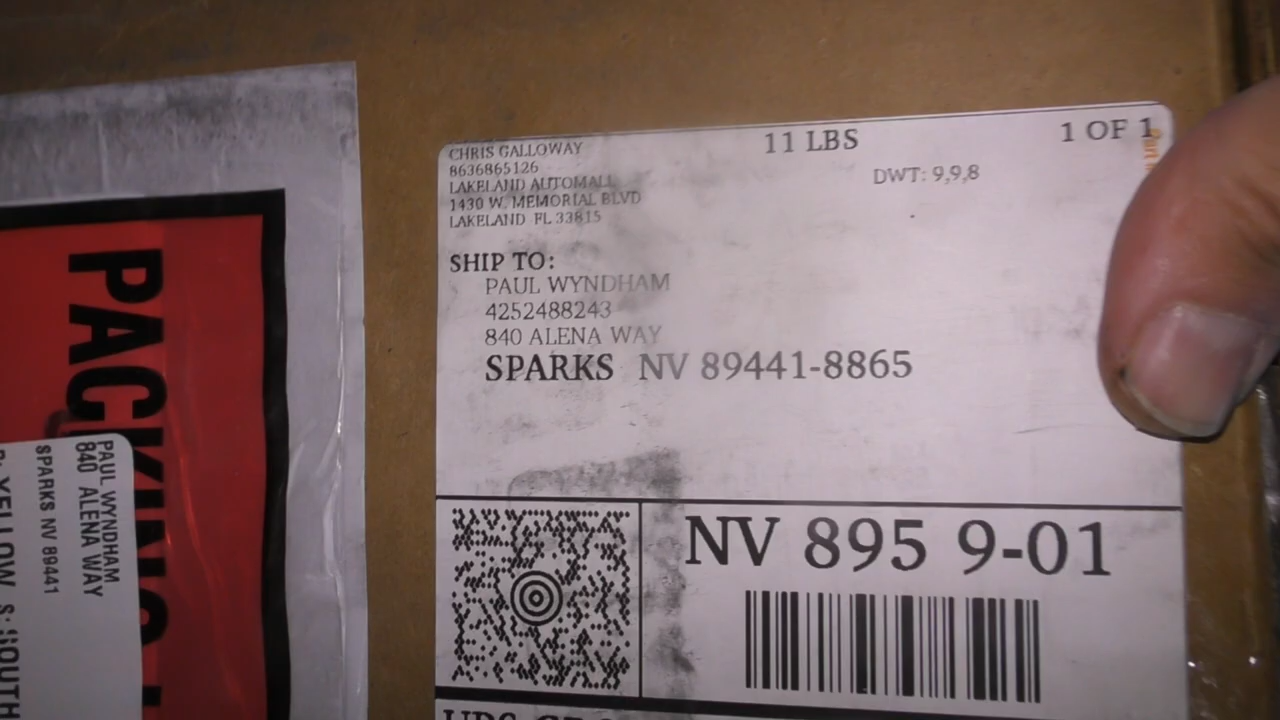 CHRIS GALLOWAY
8636865126
LAKELAND AUTOMALL
1430 W. MEMORIAL BLVD
LAKELAND FL 33815
11 LBS
1 OF 1
DWT: 9,9,8
SHIP TO:
PAUL WYNDHAM
4252488243
840 ALENA WAY
SPARKS NV 89441-8865
NV 895 9-01
PACKING
PAUL WYNDHAM
840 ALENA WAY
SPARKS NV 89441
YELLOW